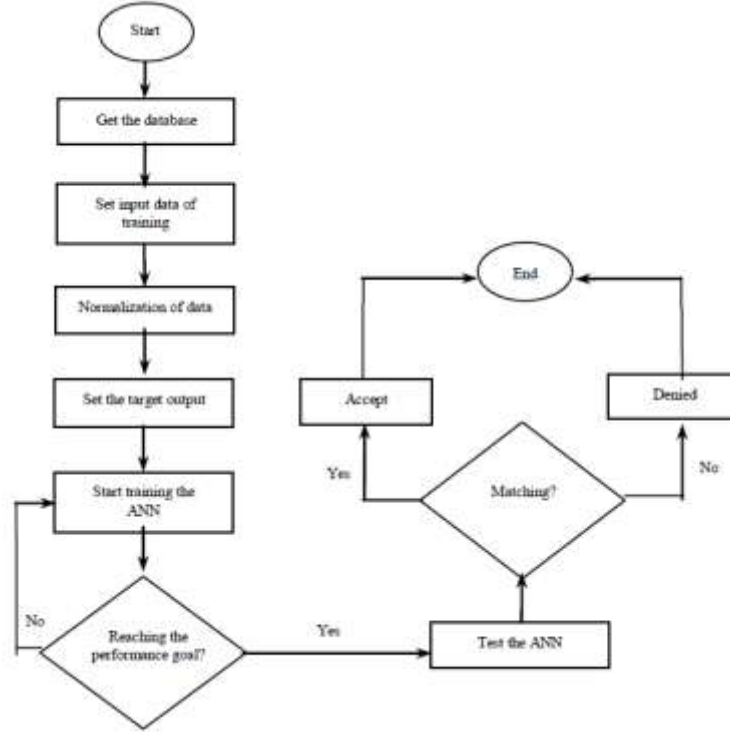 Start
Get the database
Set input data of
training
Normalization of data
Set the target output
Start training the
ANN
No
Reaching the
performance goal?
Yes
Test the ANN
Matching?
Yes
No
Accept
Denied
End